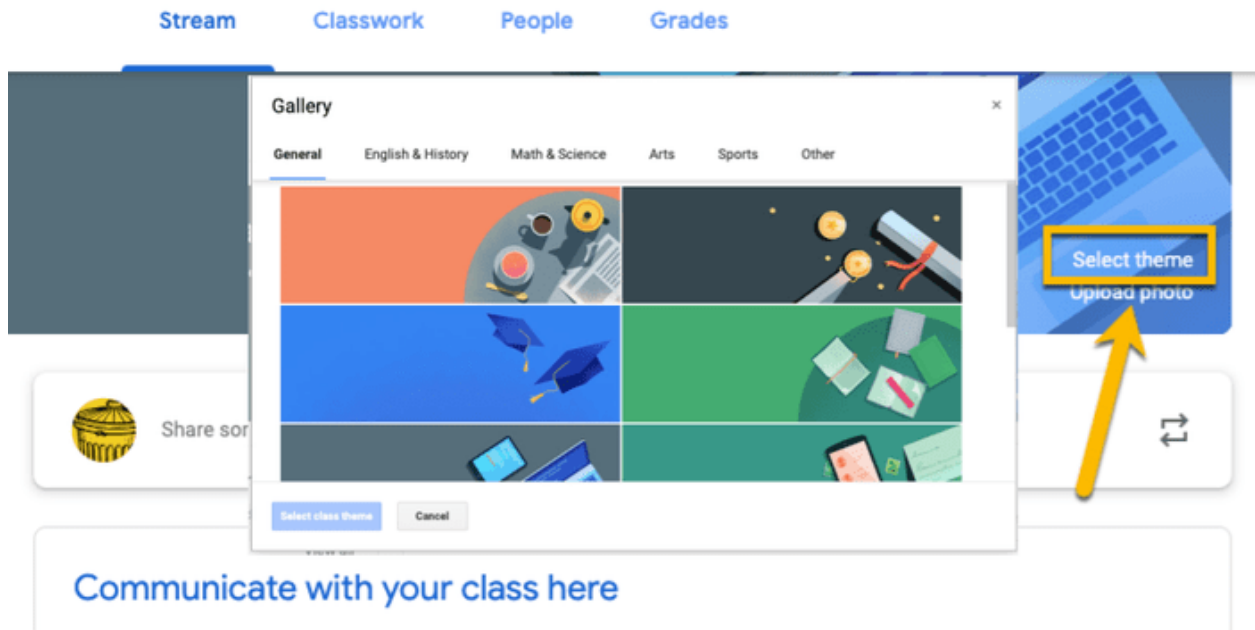 Stream Classwork People Grades
Gallery
×
General English & History Math & Science Arts Sports Other
Select theme
Upload photo
Share sor
Select class theme Cancel
Communicate with your class here